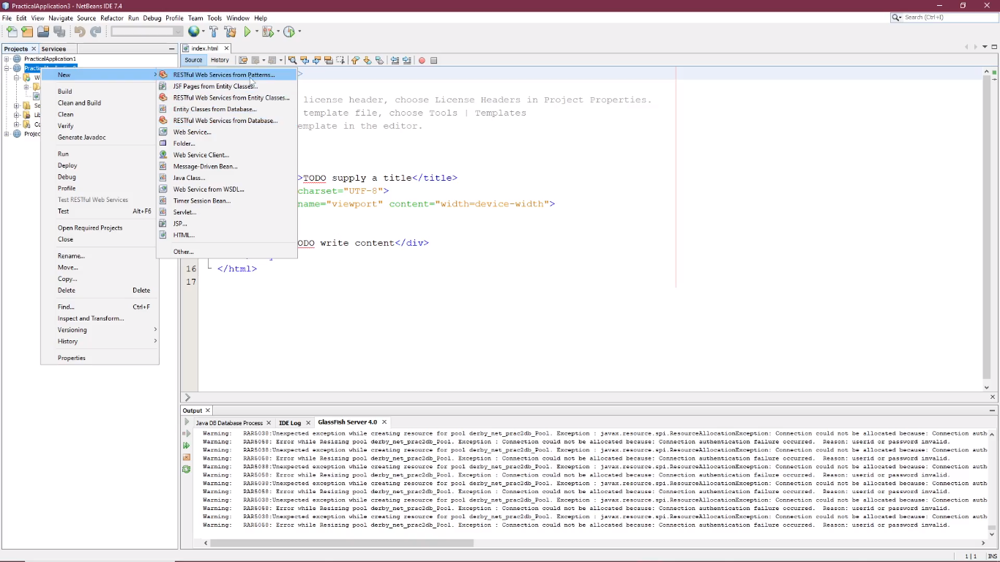 PracticalApplication3 - NetBeans IDE 7.4
File Edit View Navigate Source Refactor Run Debug Profile Team Tools Window Help
Search (Ctrl+I)
Projects Services
index.html
PracticalApplication1
Source History
New
Build
Clean and Build
Clean
Verify
Generate Javadoc
Run
Deploy
Debug
Profile
Test RESTful Web Services
Test Alt+F6
Open Required Projects
Close
Rename...
Move...
Copy...
Delete Delete
Find... Ctrl+F
Inspect and Transform...
Versioning
History
Properties
RESTful Web Services from Patterns...
JSF Pages from Entity Classes...
RESTful Web Services from Entity Classes...
Entity Classes from Database...
RESTful Web Services from Database...
Web Service...
Folder...
Web Service Client...
Message-Driven Bean...
Java Class...
Web Service from WSDL...
Timer Session Bean...
Servlet...
JSP...
HTML...
Other...
>
license header, choose License Headers in Project Properties.
template file, choose Tools | Templates
template in the editor.
>TODO supply a title</title>
charset="UTF-8">
name="viewport" content="width=device-width">
ODO write content</div>
16 </html>
17
Output
Java DB Database Process IDE Log GlassFish Server 4.0
Warning: RAR5038:Unexpected exception while creating resource for pool derby_net_prac2db_Pool. Exception : javax.resource.spi.ResourceAllocationException: Connection could not be allocated because: Connection auth
Warning: RAR5058: Error while Resizing pool derby_net_prac2db_Pool. Exception : Connection could not be allocated because: Connection authentication failure occurred. Reason: userid or password invalid.
Warning: RAR5038:Unexpected exception while creating resource for pool derby_net_prac2db_Pool. Exception : javax.resource.spi.ResourceAllocationException: Connection could not be allocated because: Connection auth
Warning: RAR5058: Error while Resizing pool derby_net_prac2db_Pool. Exception : Connection could not be allocated because: Connection authentication failure occurred. Reason: userid or password invalid.
Warning: RAR5038:Unexpected exception while creating resource for pool derby_net_prac2db_Pool. Exception : javax.resource.spi.ResourceAllocationException: Connection could not be allocated because: Connection auth
Warning: RAR5058: Error while Resizing pool derby_net_prac2db_Pool. Exception : Connection could not be allocated because: Connection authentication failure occurred. Reason: userid or password invalid.
Warning: RAR5038:Unexpected exception while creating resource for pool derby_net_prac2db_Pool. Exception : javax.resource.spi.ResourceAllocationException: Connection could not be allocated because: Connection auth
Warning: RAR5058: Error while Resizing pool derby_net_prac2db_Pool. Exception : Connection could not be allocated because: Connection authentication failure occurred. Reason: userid or password invalid.
Warning: RAR5038:Unexpected exception while creating resource for pool derby_net_prac2db_Pool. Exception : javax.resource.spi.ResourceAllocationException: Connection could not be allocated because: Connection auth
Warning: RAR5058: Error while Resizing pool derby_net_prac2db_Pool. Exception : Connection could not be allocated because: Connection authentication failure occurred. Reason: userid or password invalid.
Warning: RAR5038:Unexpected exception while creating resource for pool derby_net_prac2db_Pool. Exception : javax.resource.spi.ResourceAllocationException: Connection could not be allocated because: Connection auth
Warning: RAR5058: Error while Resizing pool derby_net_prac2db_Pool. Exception : Connection could not be allocated because: Connection authentication failure occurred. Reason: userid or password invalid.
1 | 1 INS